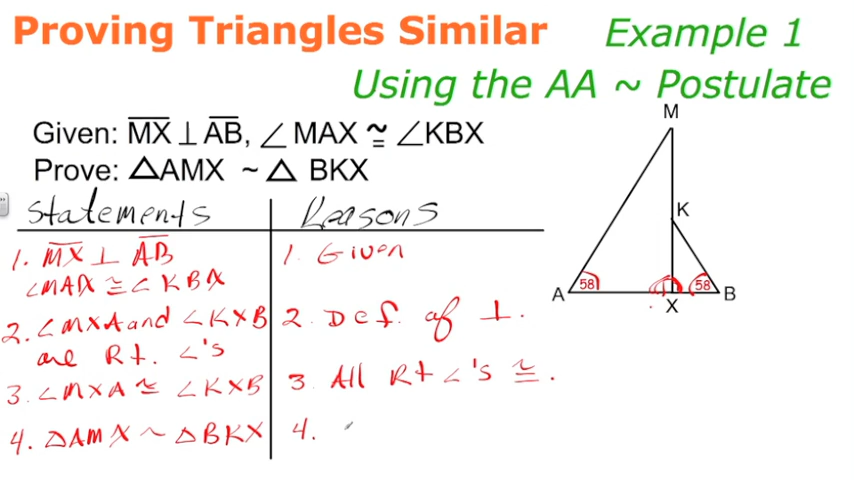 Proving Triangles Similar
Example 1
Using the AA ~ Postulate
Given: MX ⊥ AB, ∠MAX ≅ ∠KBX
Prove: △AMX ~ △ BKX
Statements
Reasons
1. MX ⊥ AB
∠MAX ≅ ∠KBX
1. Given
2. ∠MXA and ∠KXB
are Rt. ∠'s
2. Def. of ⊥.
3. ∠MXA ≅ ∠KXB
3. All Rt ∠'s ≅.
4. △AMX ~ △BKX
4.
M
K
A
58
X
58
B